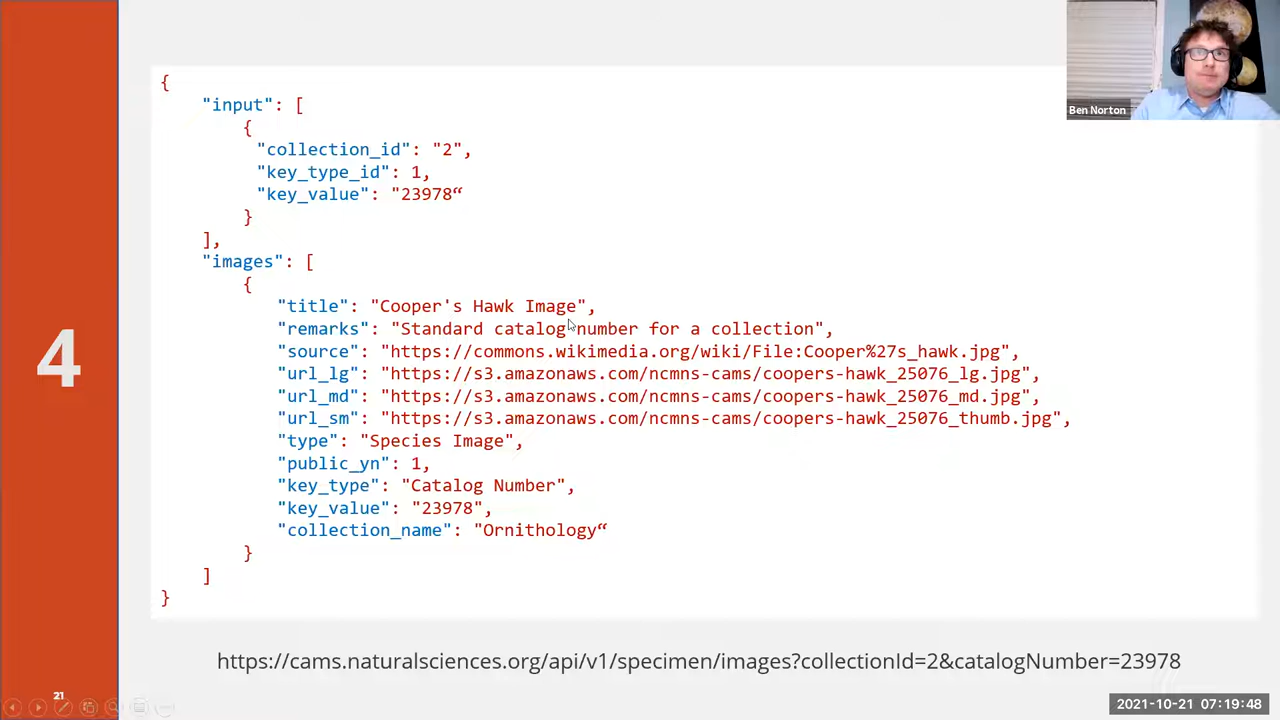 {
"input": [
{
"collection_id": "2",
"key_type_id": 1,
"key_value": "23978“
}
],
"images": [
{
"title": "Cooper's Hawk Image",
"remarks": "Standard catalog number for a collection",
"source": "https://commons.wikimedia.org/wiki/File:Cooper%27s_hawk.jpg",
"url_lg": "https://s3.amazonaws.com/ncmns-cams/coopers-hawk_25076_lg.jpg",
"url_md": "https://s3.amazonaws.com/ncmns-cams/coopers-hawk_25076_md.jpg",
"url_sm": "https://s3.amazonaws.com/ncmns-cams/coopers-hawk_25076_thumb.jpg",
"type": "Species Image",
"public_yn": 1,
"key_type": "Catalog Number",
"key_value": "23978",
"collection_name": "Ornithology“
}
]
}
4
Ben Norton
https://cams.naturalsciences.org/api/v1/specimen/images?collectionId=2&catalogNumber=23978
21
2021-10-21 07:19:48